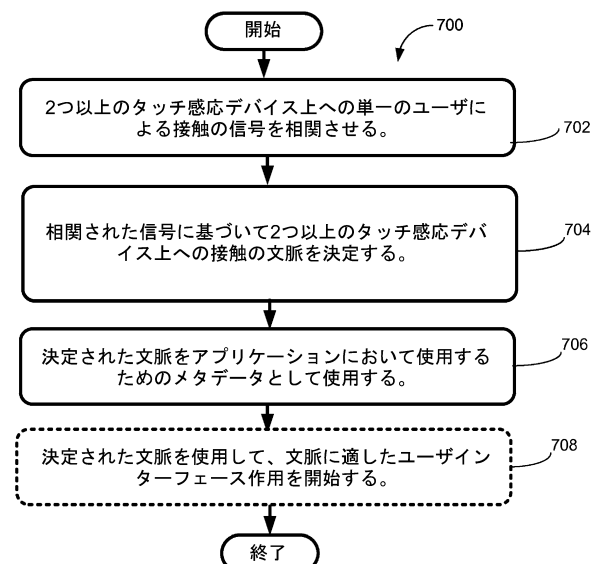 開始
700
2つ以上のタッチ感応デバイス上への単一のユーザに
よる接触の信号を相関させる。
702
相関された信号に基づいて2つ以上のタッチ感応デバ
イス上への接触の文脈を決定する。
704
決定された文脈をアプリケーションにおいて使用する
ためのメタデータとして使用する。
706
決定された文脈を使用して、文脈に適したユーザイン
ターフェース作用を開始する。
708
終了